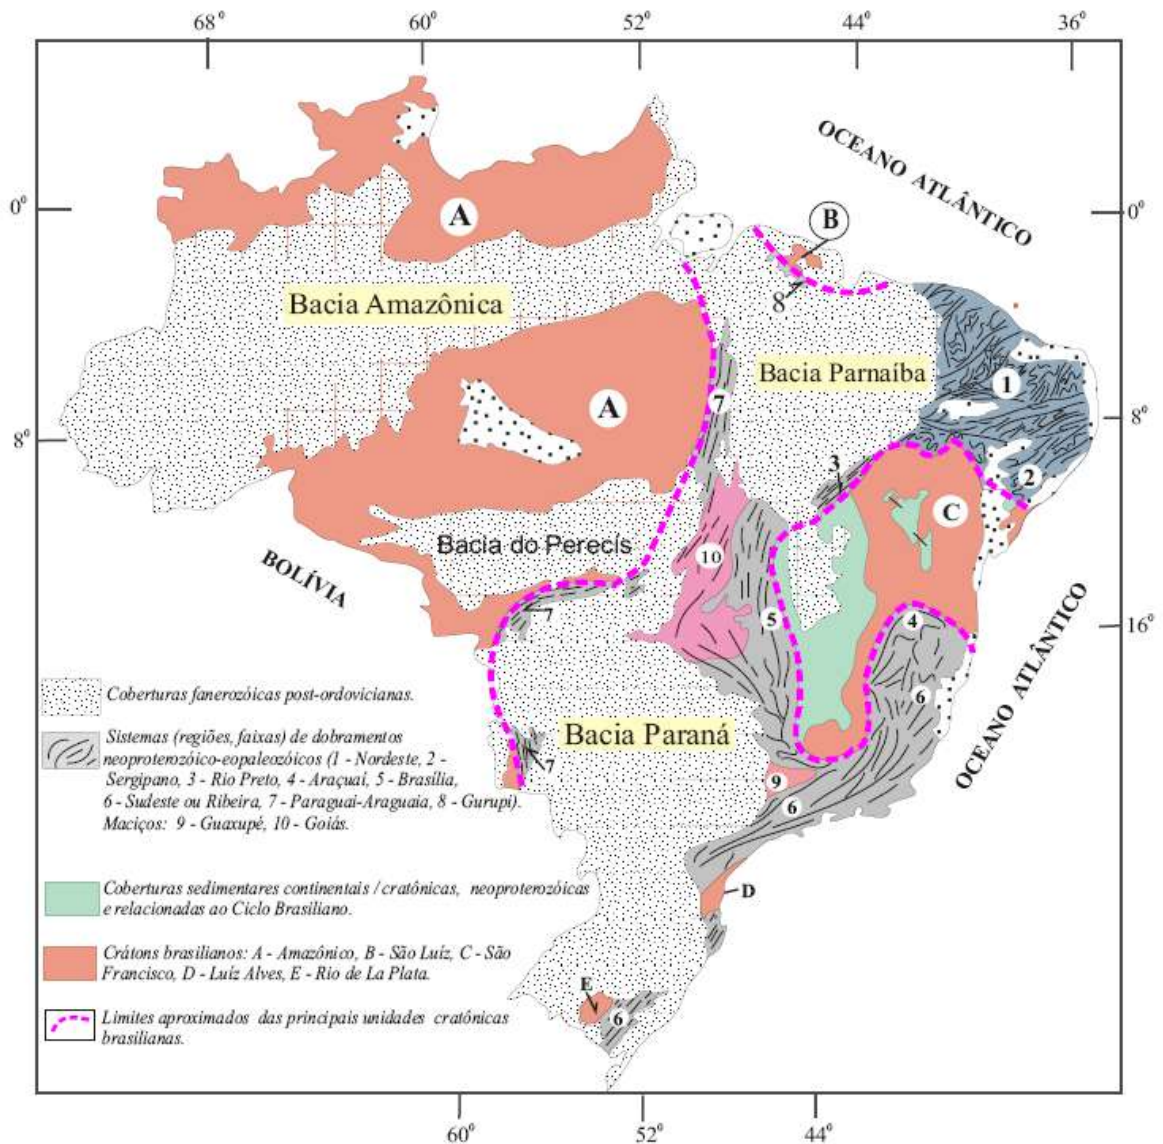 68°
60°
52°
44°
36°
OCEANO ATLÂNTICO
0°
A
B
0°
8
Bacia Amazônica
Bacia Parnaíba
1
A
7
8°
8°
3
2
C
Bacia do Perecís
10
BOLÍVIA
7
5
4
16°
6
OCEANO ATLÂNTICO
Coberturas fanerozóicas post-ordovicianas.
Bacia Paraná
Sistemas (regiões, faixas) de dobramentos
neoproterozóico-eopaleozóicos (1 - Nordeste, 2 -
Sergipano, 3 - Rio Preto, 4 - Araçuaí, 5 - Brasília,
6 - Sudeste ou Ribeira, 7 - Paraguai-Araguaia, 8 - Gurupi).
Maciços: 9 - Guaxupé, 10 - Goiás.
7
9
6
Coberturas sedimentares continentais / cratônicas, neoproterozóicas
e relacionadas ao Ciclo Brasiliano.
D
Crátons brasilianos: A - Amazônico, B - São Luíz, C - São
Francisco, D - Luíz Alves, E - Rio de La Plata.
E
6
Limites aproximados das principais unidades cratônicas
brasilianas.
60°
52°
44°